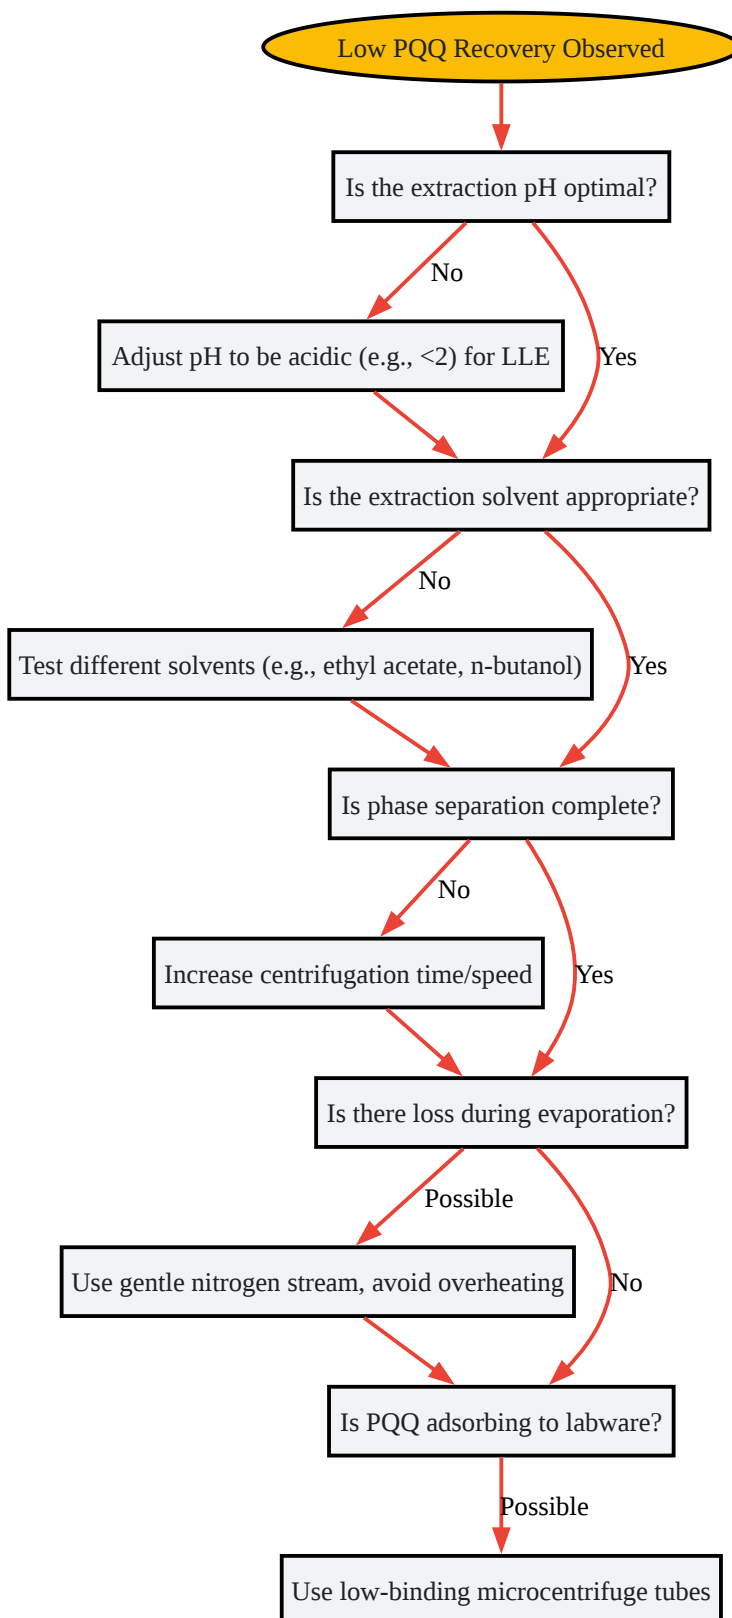 Low PQQ Recovery Observed
Is the extraction pH optimal?
No
Adjust pH to be acidic (e.g., <2) for LLE
Yes
Is the extraction solvent appropriate?
No
Test different solvents (e.g., ethyl acetate, n-butanol)
Yes
Is phase separation complete?
No
Increase centrifugation time/speed
Yes
Is there loss during evaporation?
Possible
Use gentle nitrogen stream, avoid overheating
No
Is PQQ adsorbing to labware?
Possible
Use low-binding microcentrifuge tubes